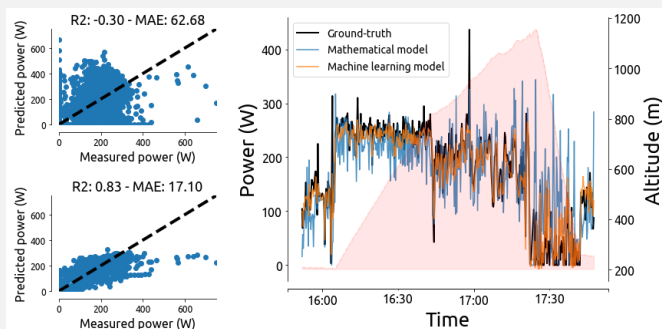 R2: -0.30 - MAE: 62.68
Predicted power (W)
600
400
200
0
0 200 400 600
Measured power (W)
R2: 0.83 - MAE: 17.10
Predicted power (W)
600
400
200
0
0 200 400 600
Measured power (W)
Ground-truth
Mathematical model
Machine learning model
Power (W)
400
300
200
100
0
16:00 16:30 17:00 17:30
Time
1200
1000
800
600
400
200
Altitude (m)